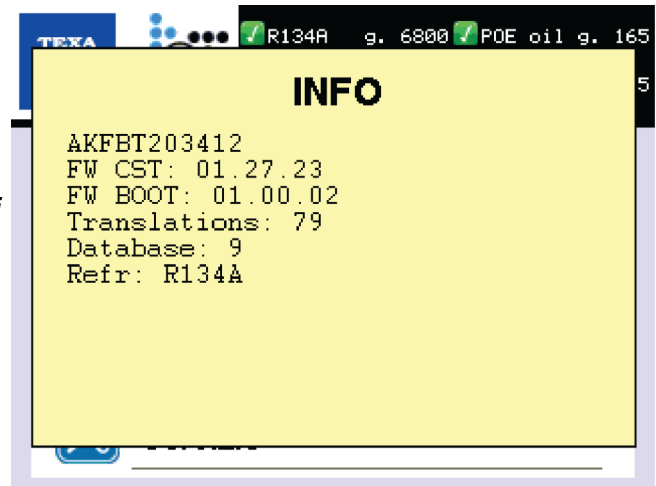 TEXA
R134A g. 6800 POE oil g. 165
5
INFO
AKFBT203412
FW CST: 01.27.23
FW BOOT: 01.00.02
Translations: 79
Database: 9
Refr: R134A